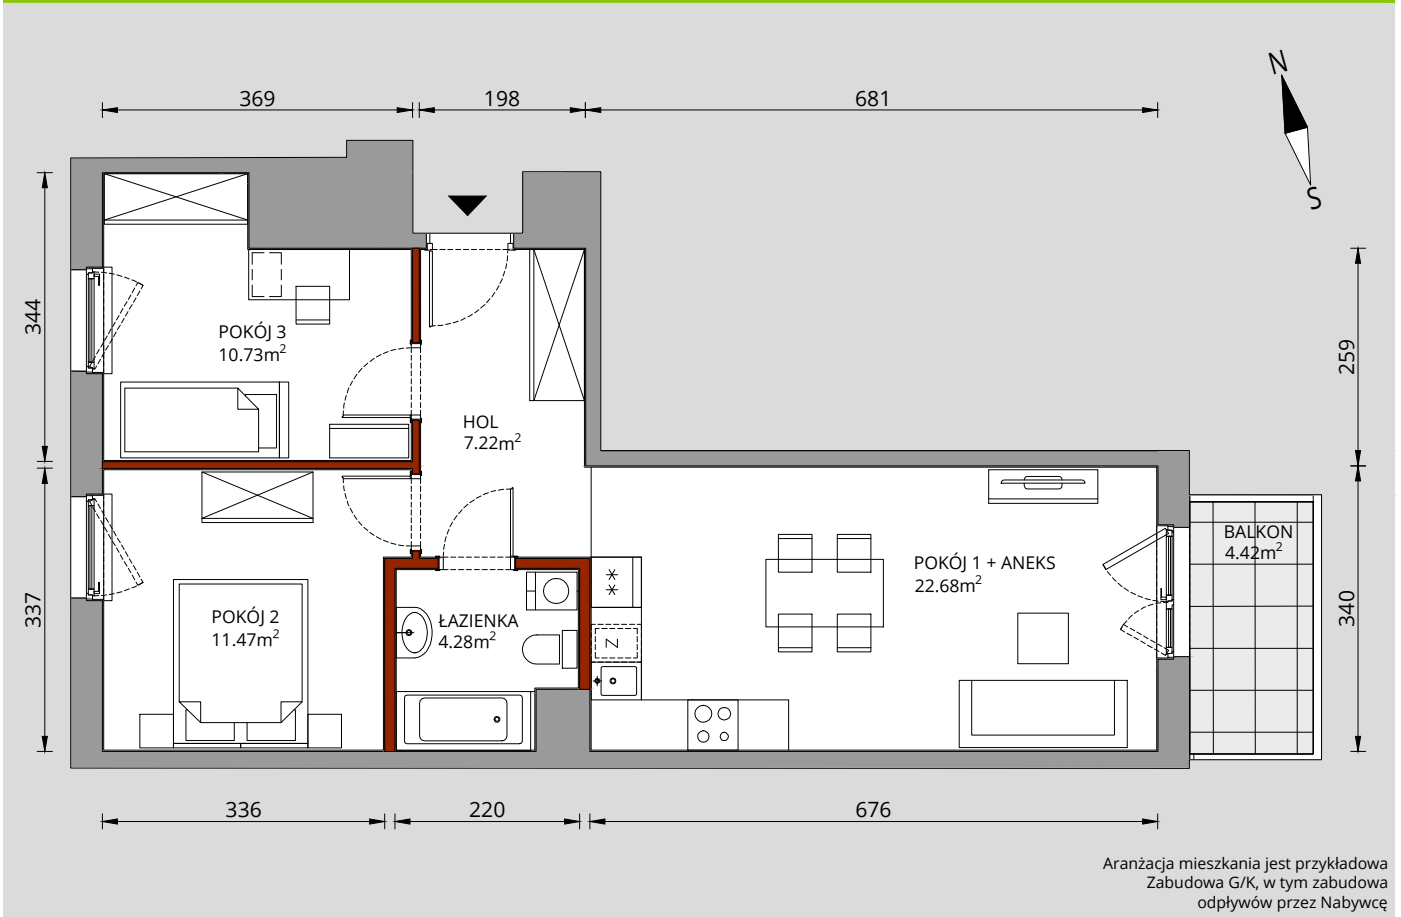 N
S
369
198
681
344
337
259
340
POKÓJ 3
10.73m²
HOL
7.22m²
POKÓJ 1 + ANEKS
22.68m²
BALKON
4.42m²
POKÓJ 2
11.47m²
ŁAZIENKA
4.28m²
**
Z
336
220
676
Aranżacja mieszkania jest przykładowa
Zabudowa G/K, w tym zabudowa
odpływów przez Nabywcę